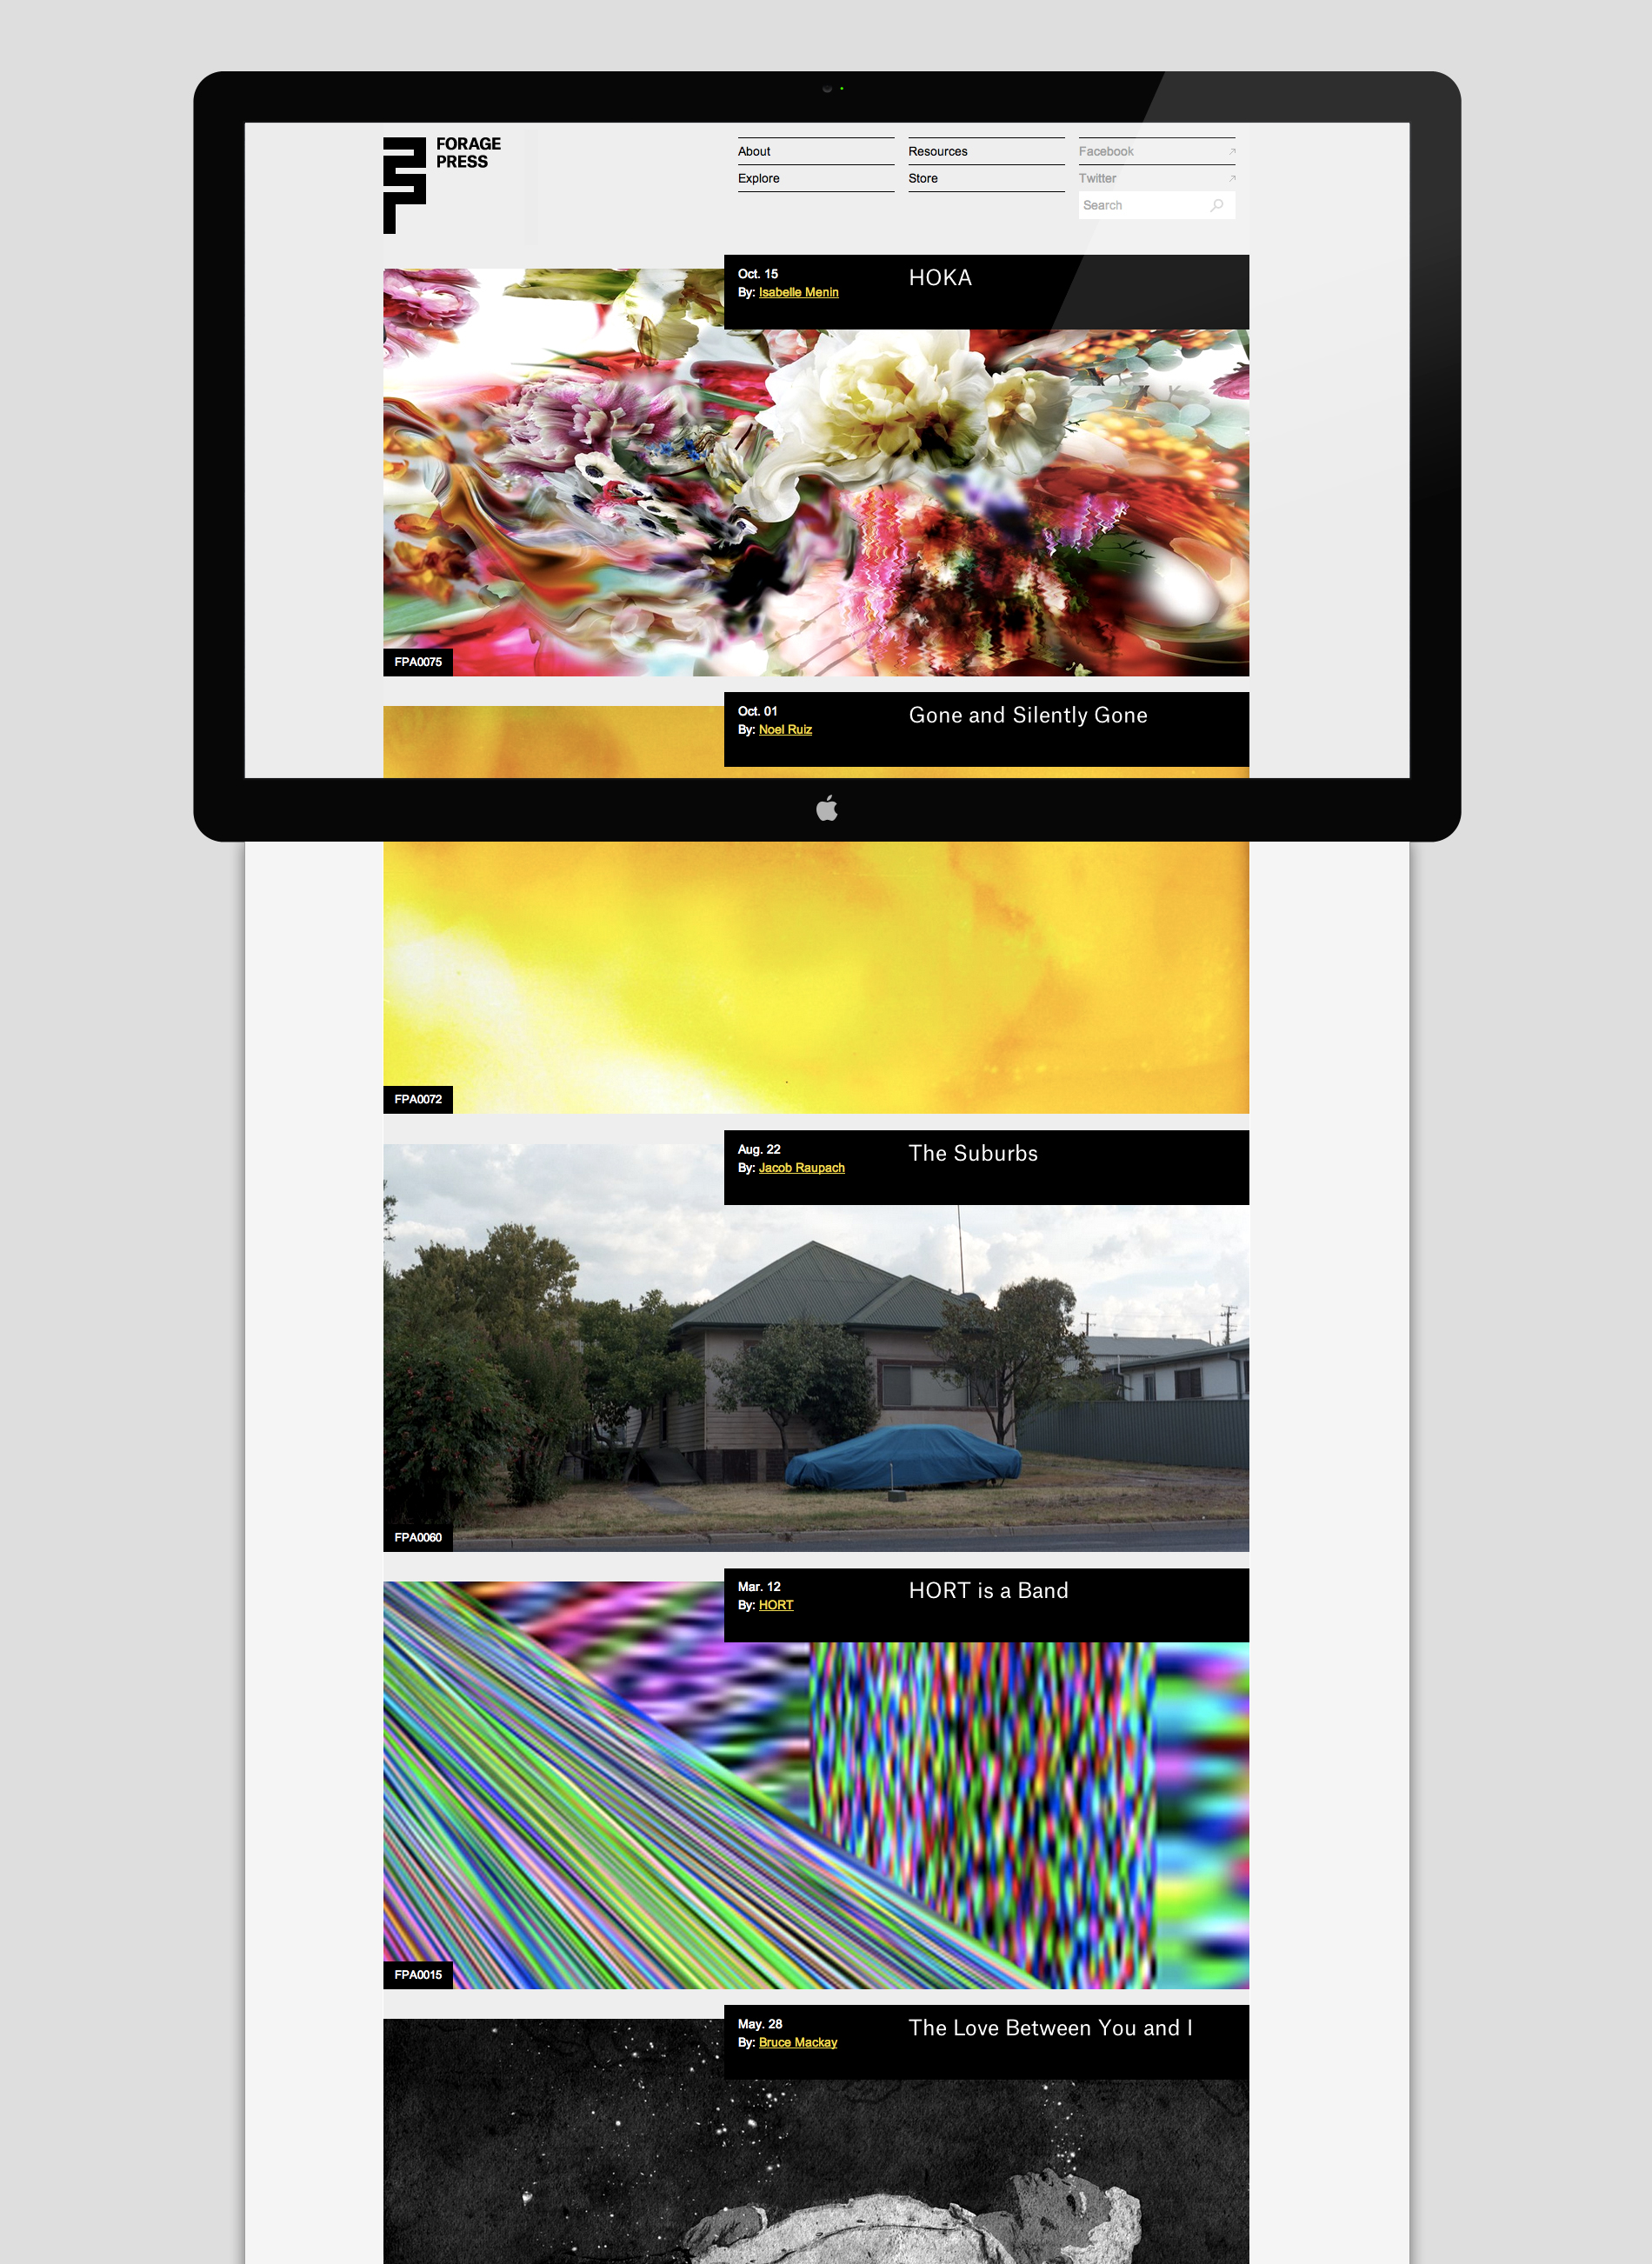 FORAGE
PRESS
About
Explore
Resources
Store
Facebook
Twitter
Search
Oct. 15
By: Isabelle Menin
HOKA
FPA0075
Oct. 01
By: Noel Ruiz
Gone and Silently Gone
FPA0072
Aug. 22
By: Jacob Raupach
The Suburbs
FPA0060
Mar. 12
By: HORT
HORT is a Band
FPA0015
May. 28
By: Bruce Mackay
The Love Between You and I